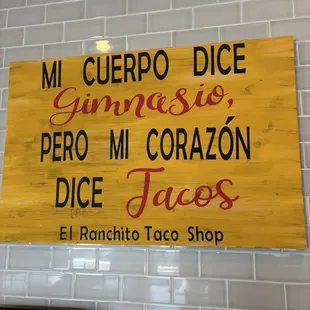 MI CUERPO DICE
Gimnasio,
PERO MI CORAZÓN
DICE Tacos
El Ranchito Taco Shop